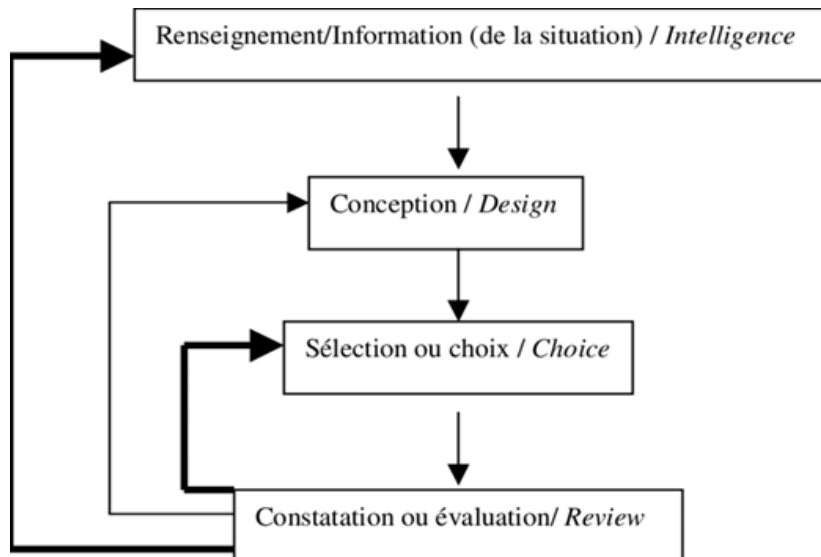 Renseignement/Information (de la situation) / Intelligence
Conception / Design
Sélection ou choix / Choice
Constatation ou évaluation/ Review